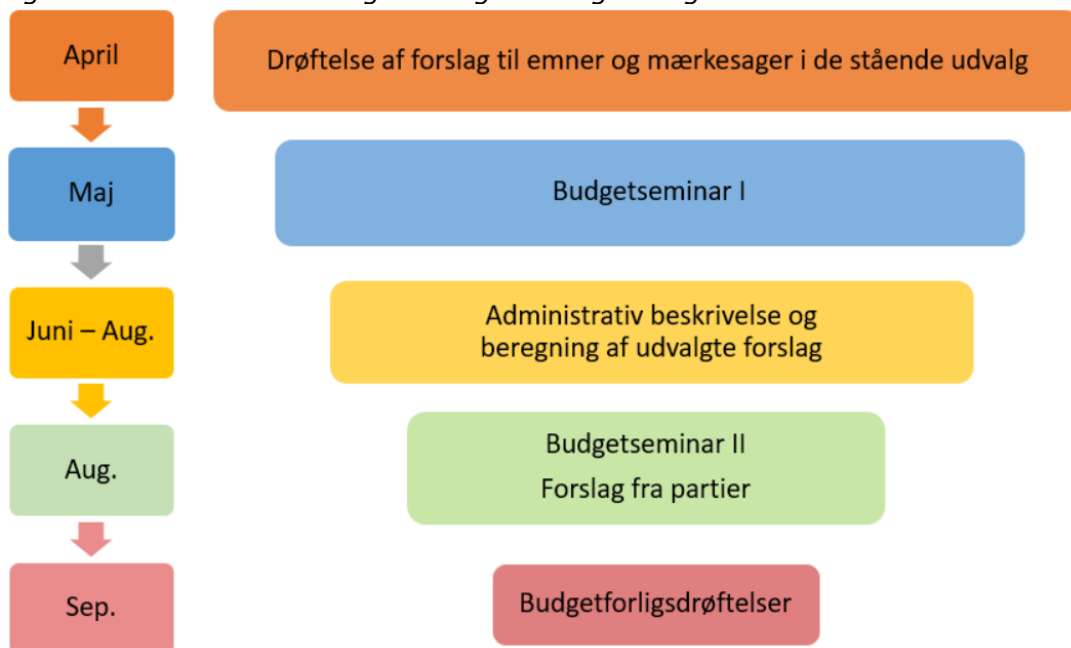 April
Drøftelse af forslag til emner og mærkesager i de stående udvalg
Maj
Budgetseminar I
Juni – Aug.
Administrativ beskrivelse og
beregning af udvalgte forslag
Aug.
Budgetseminar II
Forslag fra partier
Sep.
Budgetforligsdrøftelser